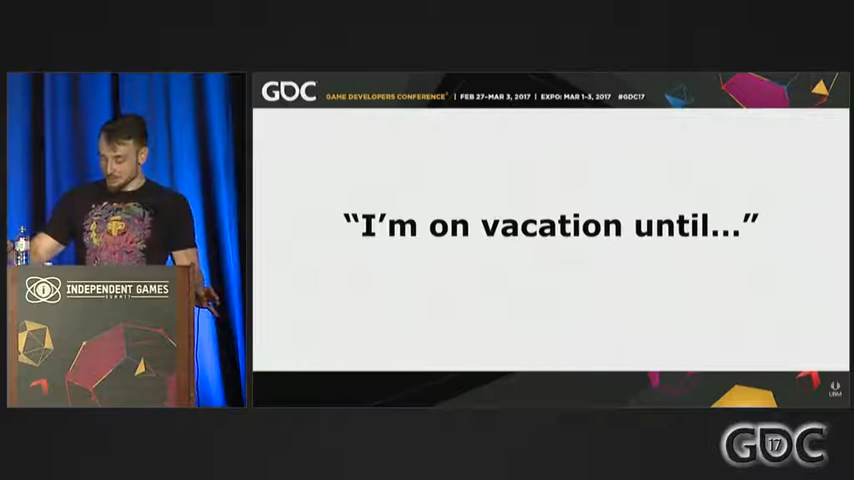 GDC GAME DEVELOPERS CONFERENCE® | FEB 27–MAR 3, 2017 | EXPO: MAR 1–3, 2017 #GDC17
“I’m on vacation until...”
i INDEPENDENT GAMES
SUMMIT
UBM
GDC
17